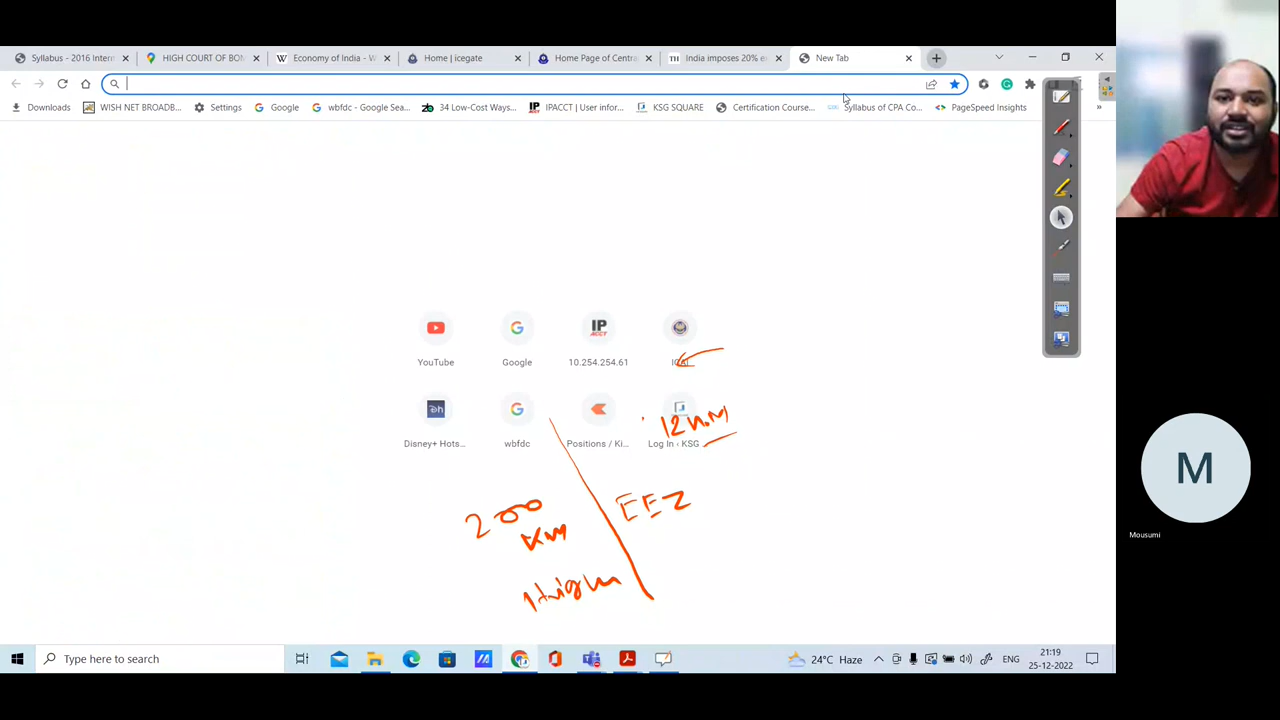 Syllabus - 2016 Intern
HIGH COURT OF BON
Economy of India - W
Home | icegate
Home Page of Centra
India imposes 20% e
New Tab
Downloads
WISH NET BROADB...
Settings
Google
wbfdc - Google Sea...
34 Low-Cost Ways...
IPACCT | User infor...
KSG SQUARE
Certification Course...
Syllabus of CPA Co...
PageSpeed Insights
»
YouTube
Google
10.254.254.61
Disney+ Hots...
wbfdc
Positions / Ki...
Log In ‹ KSG
12 N.M
200
KM
EEZ
M
Mousumi
Type here to search
24°C Haze
ENG
21:19
25-12-2022